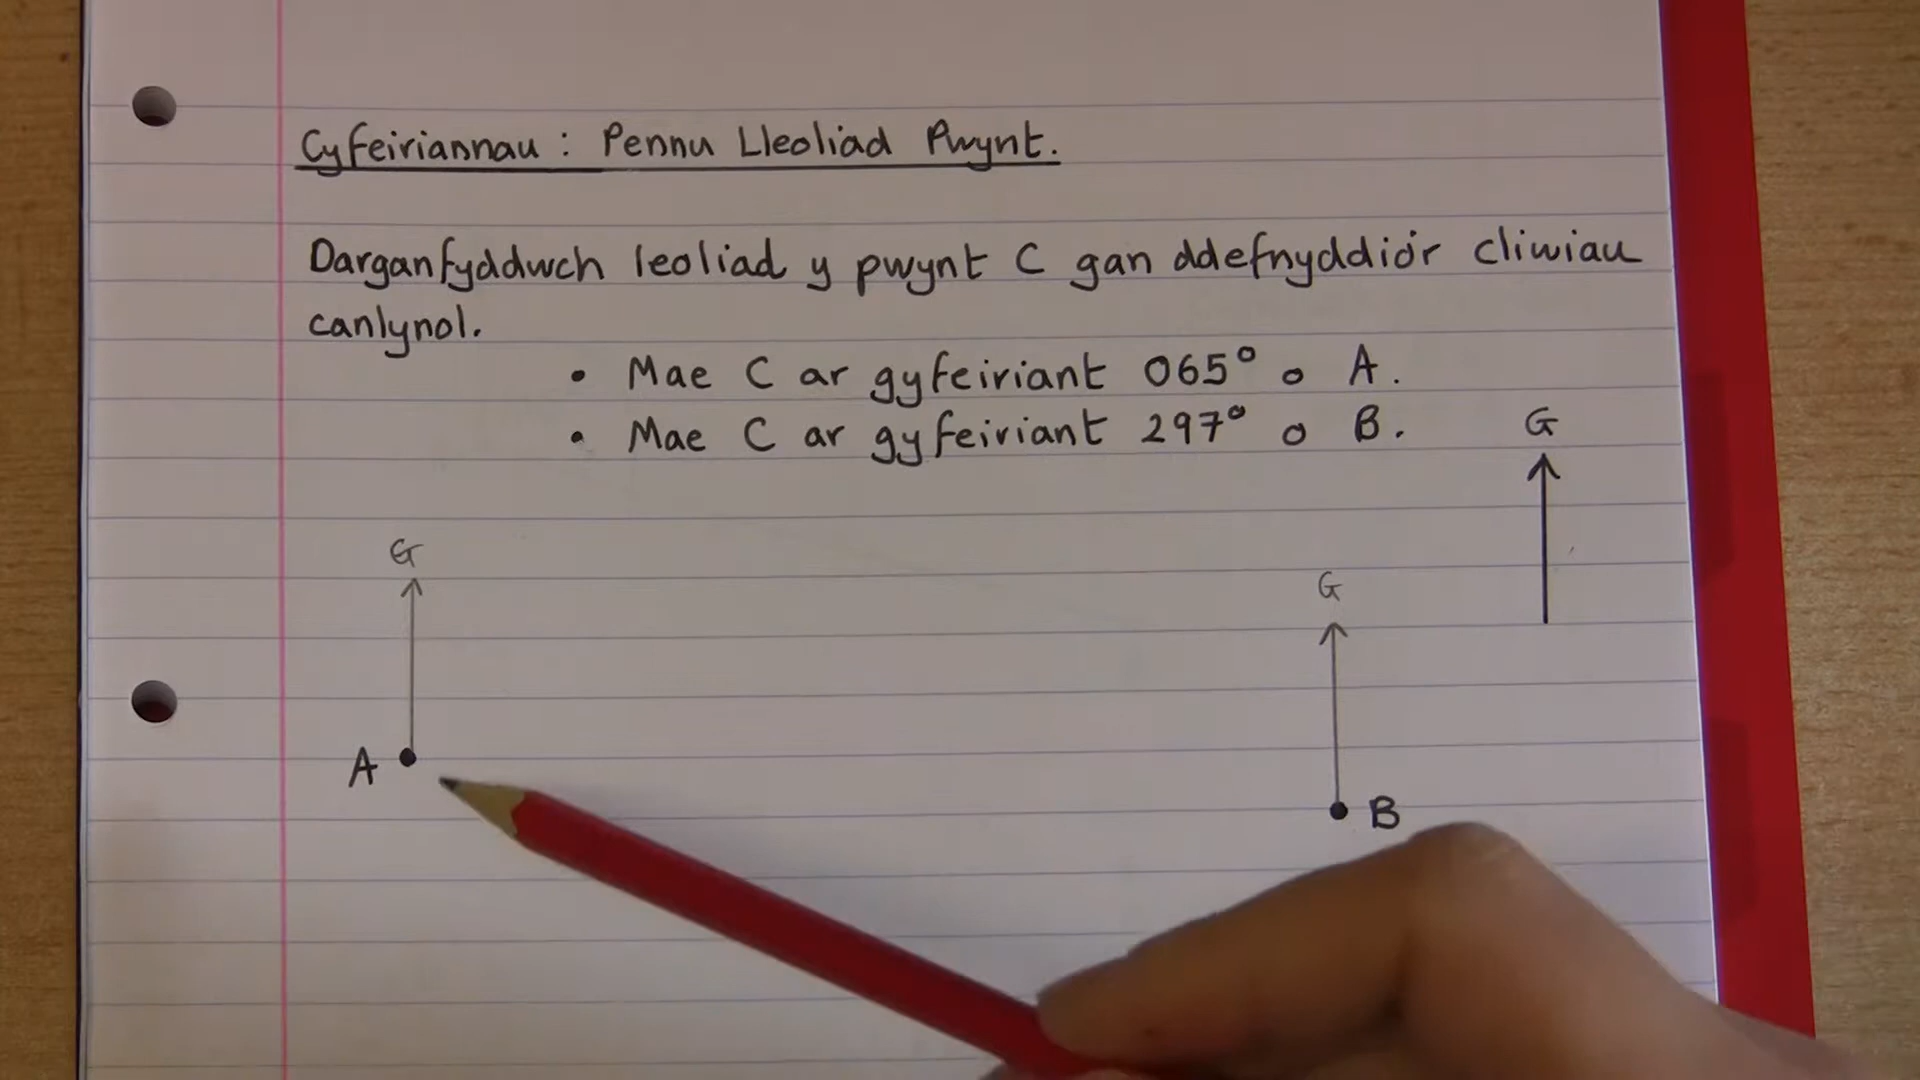 Cyfeiriannau : Pennu Lleoliad Pwynt.
Darganfyddwch leoliad y pwynt C gan ddefnyddio'r cliwiau
canlynol.
• Mae C ar gyfeiriant 065° o A.
• Mae C ar gyfeiriant 297° o B.
G
G
G
A
B